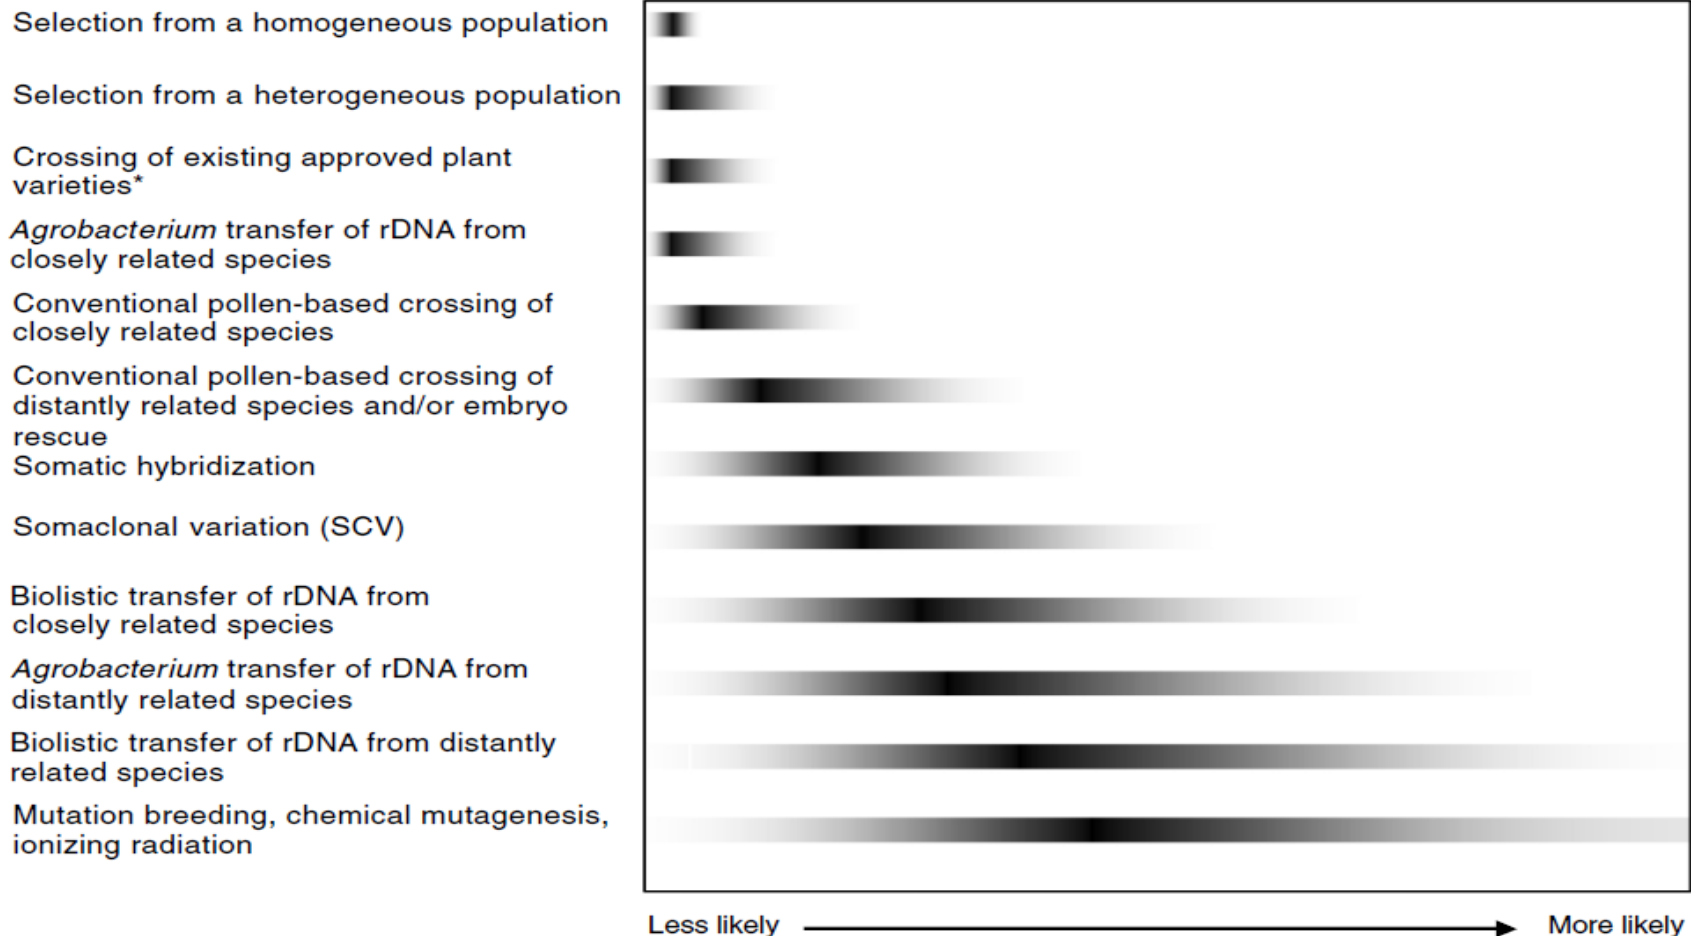 Selection from a homogeneous population
Selection from a heterogeneous population
Crossing of existing approved plant
varieties*
Agrobacterium transfer of rDNA from
closely related species
Conventional pollen-based crossing of
closely related species
Conventional pollen-based crossing of
distantly related species and/or embryo
rescue
Somatic hybridization
Somaclonal variation (SCV)
Biolistic transfer of rDNA from
closely related species
Agrobacterium transfer of rDNA from
distantly related species
Biolistic transfer of rDNA from distantly
related species
Mutation breeding, chemical mutagenesis,
ionizing radiation
Less likely More likely